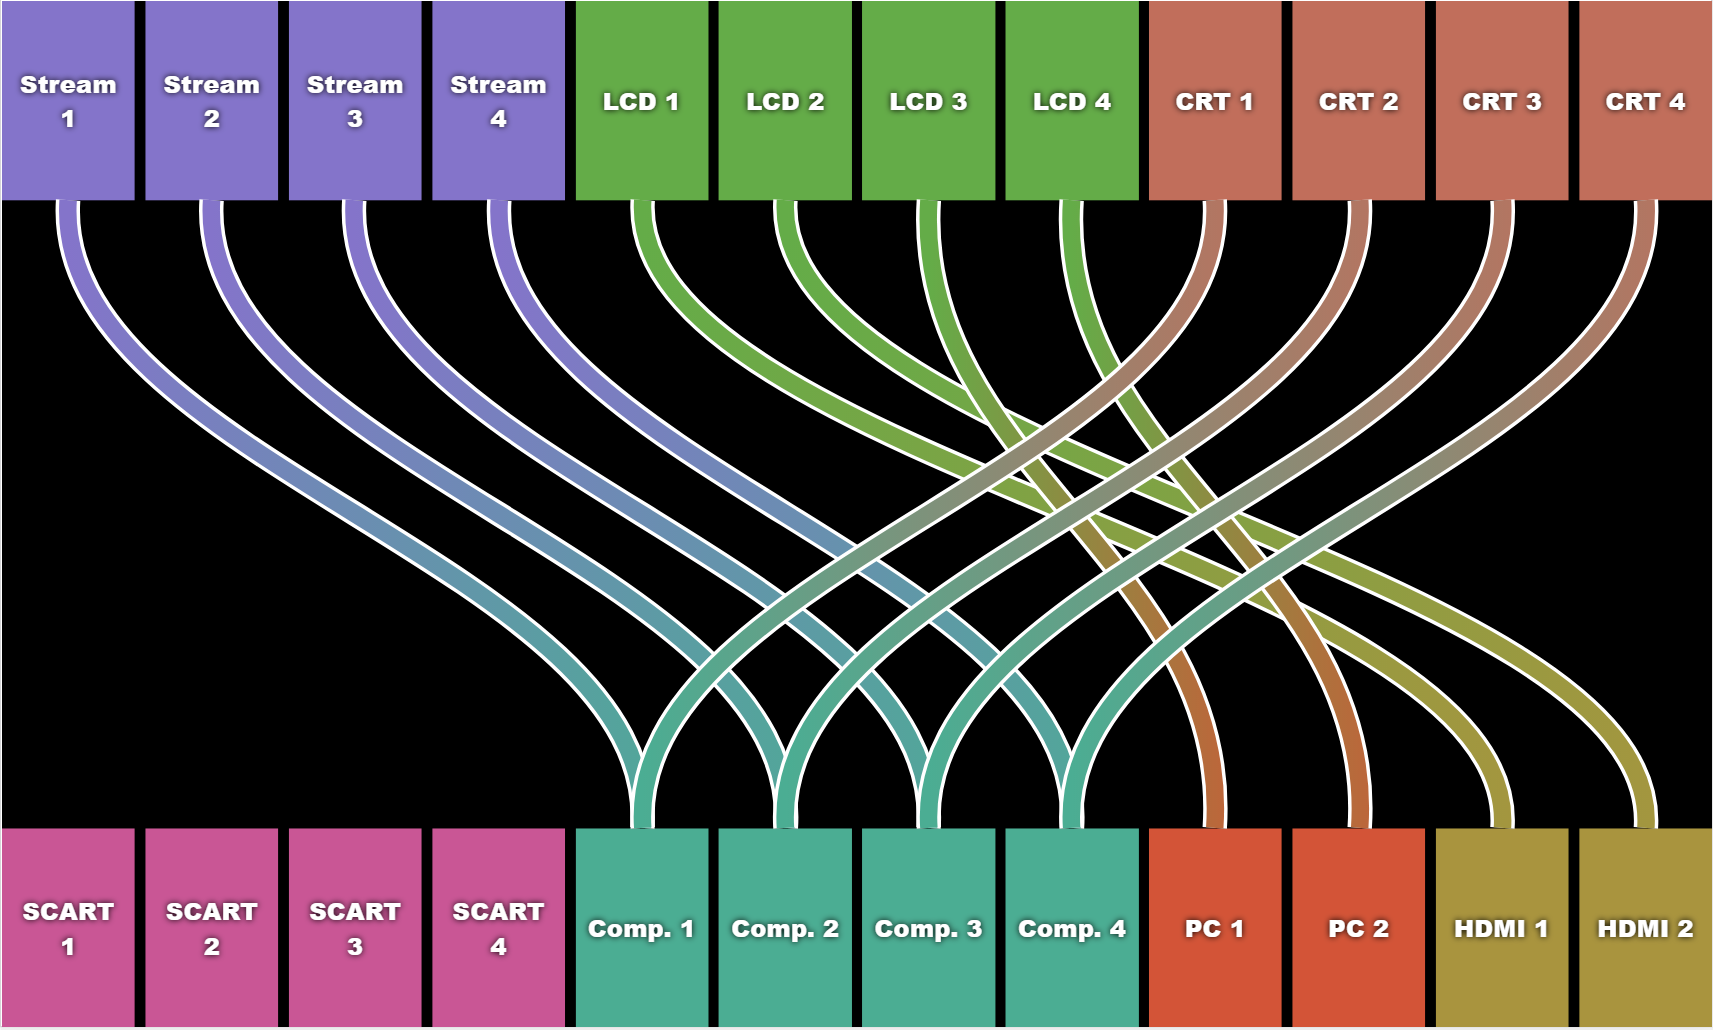 Stream
1
Stream
2
Stream
3
Stream
4
LCD 1
LCD 2
LCD 3
LCD 4
CRT 1
CRT 2
CRT 3
CRT 4
SCART
1
SCART
2
SCART
3
SCART
4
Comp. 1
Comp. 2
Comp. 3
Comp. 4
PC 1
PC 2
HDMI 1
HDMI 2